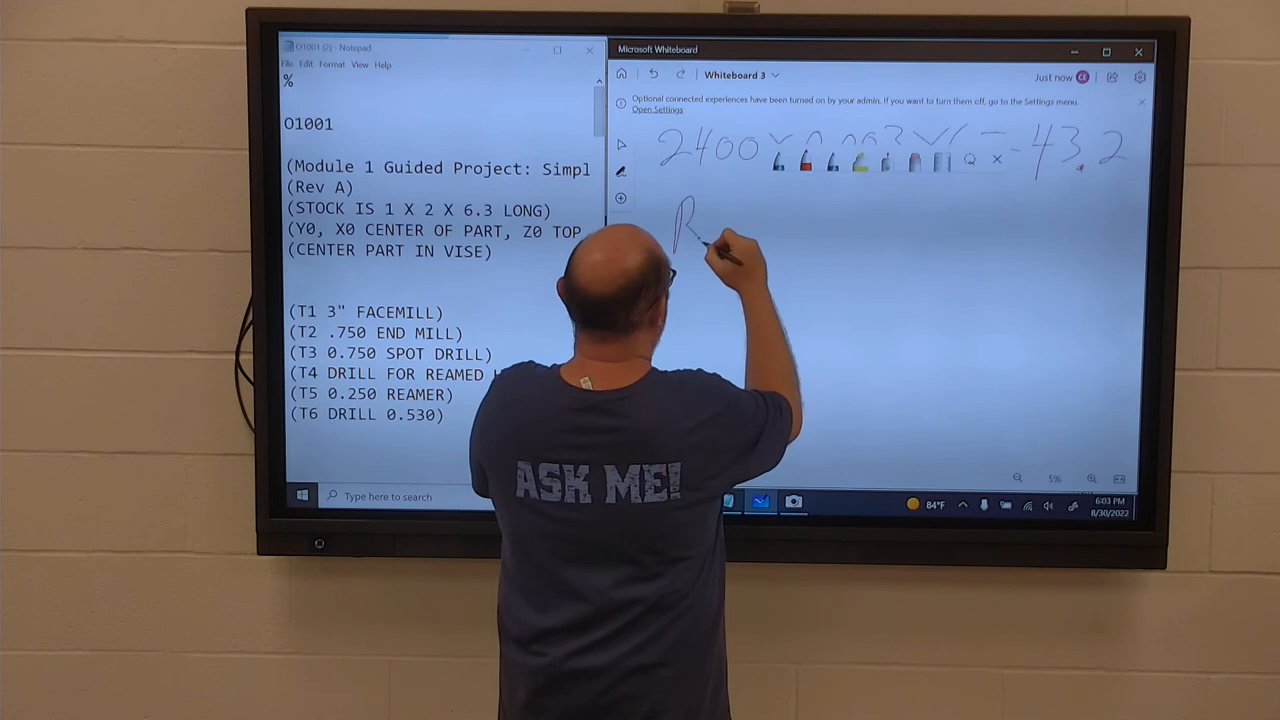 O1001 (2) - Notepad
File Edit Format View Help
%
O1001
(Module 1 Guided Project: Simpl
(Rev A)
(STOCK IS 1 X 2 X 6.3 LONG)
(Y0, X0 CENTER OF PART, Z0 TOP
(CENTER PART IN VISE)
(T1 3" FACEMILL)
(T2 .750 END MILL)
(T3 0.750 SPOT DRILL)
(T4 DRILL FOR REAMED
(T5 0.250 REAMER)
(T6 DRILL 0.530)
Type here to search
Microsoft Whiteboard
Whiteboard 3
Just now
Optional connected experiences have been turned on by your admin. If you want to turn them off, go to the Settings menu.
Open Settings
2400 43.2
R
5%
84°F
6:03 PM
8/30/2022
ASK ME!